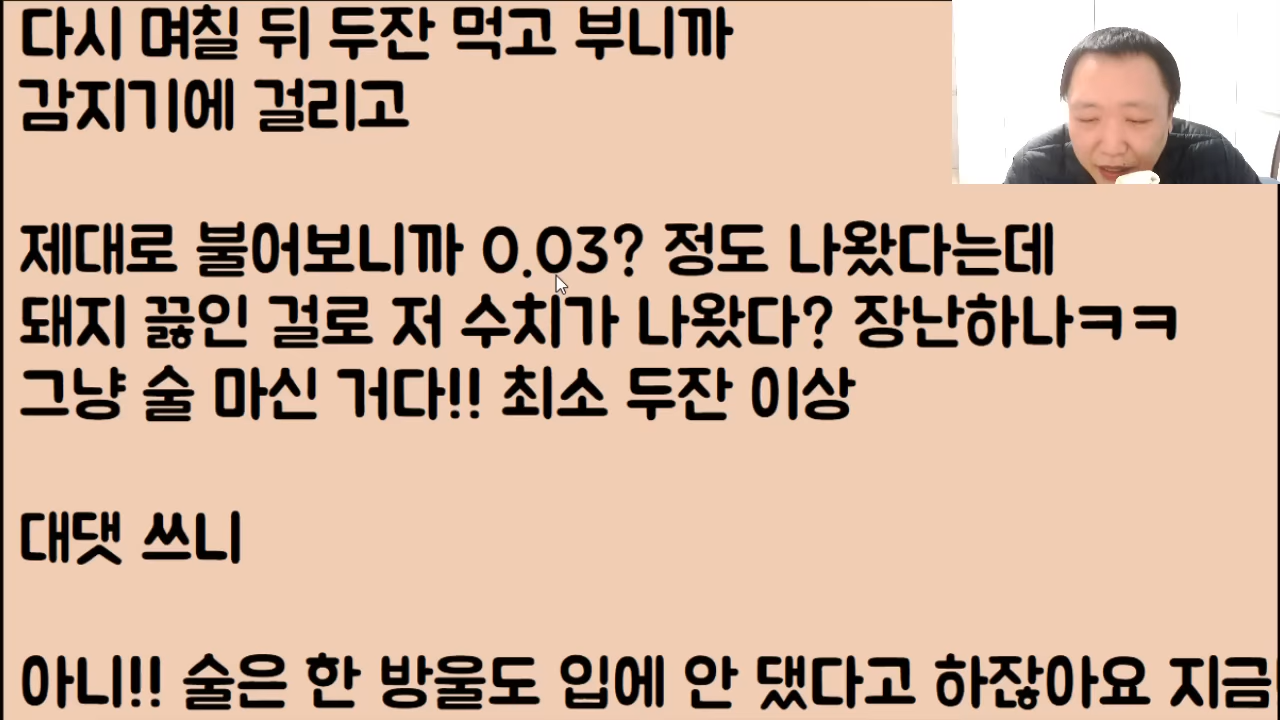 다시 며칠 뒤 두잔 먹고 부니까
감지기에 걸리고
제대로 불어보니까 0.03? 정도 나왔다는데
돼지 끓인 걸로 저 수치가 나왔다? 장난하나ㅋㅋ
그냥 술 마신 거다!! 최소 두잔 이상
대댓 쓰니
아니!! 술은 한 방울도 입에 안 댔다고 하잖아요 지금